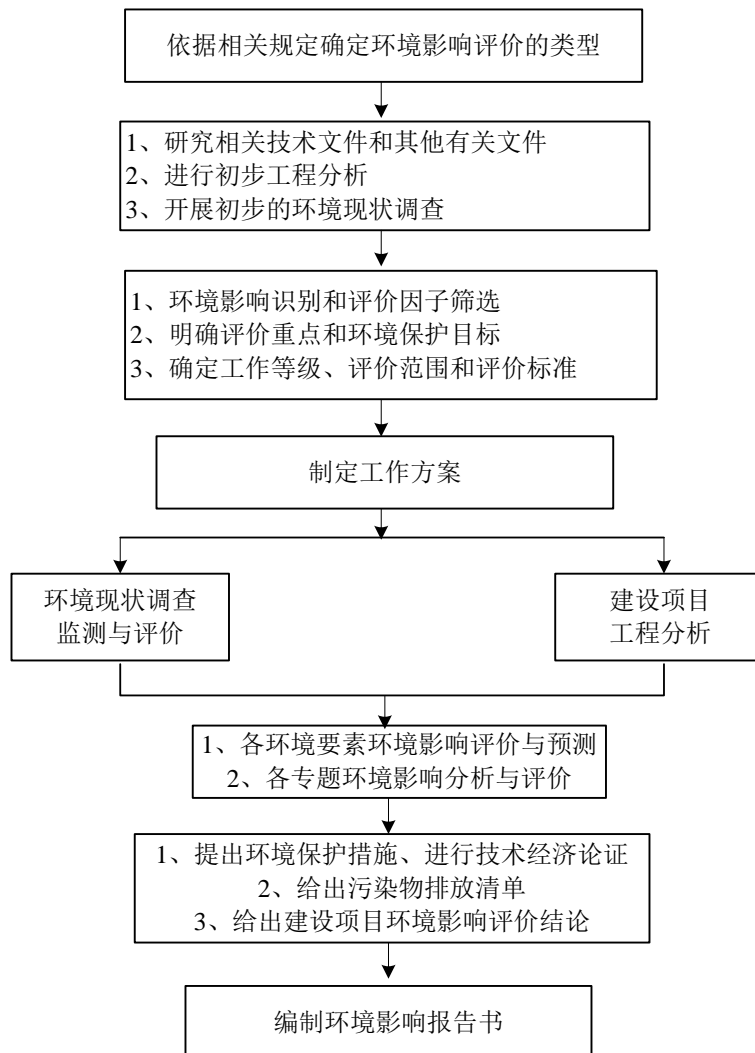 依据相关规定确定环境影响评价的类型
1、研究相关技术文件和其他有关文件
2、进行初步工程分析
3、开展初步的环境现状调查
1、环境影响识别和评价因子筛选
2、明确评价重点和环境保护目标
3、确定工作等级、评价范围和评价标准
制定工作方案
环境现状调查
监测与评价
建设项目
工程分析
1、各环境要素环境影响评价与预测
2、各专题环境影响分析与评价
1、提出环境保护措施、进行技术经济论证
2、给出污染物排放清单
3、给出建设项目环境影响评价结论
编制环境影响报告书